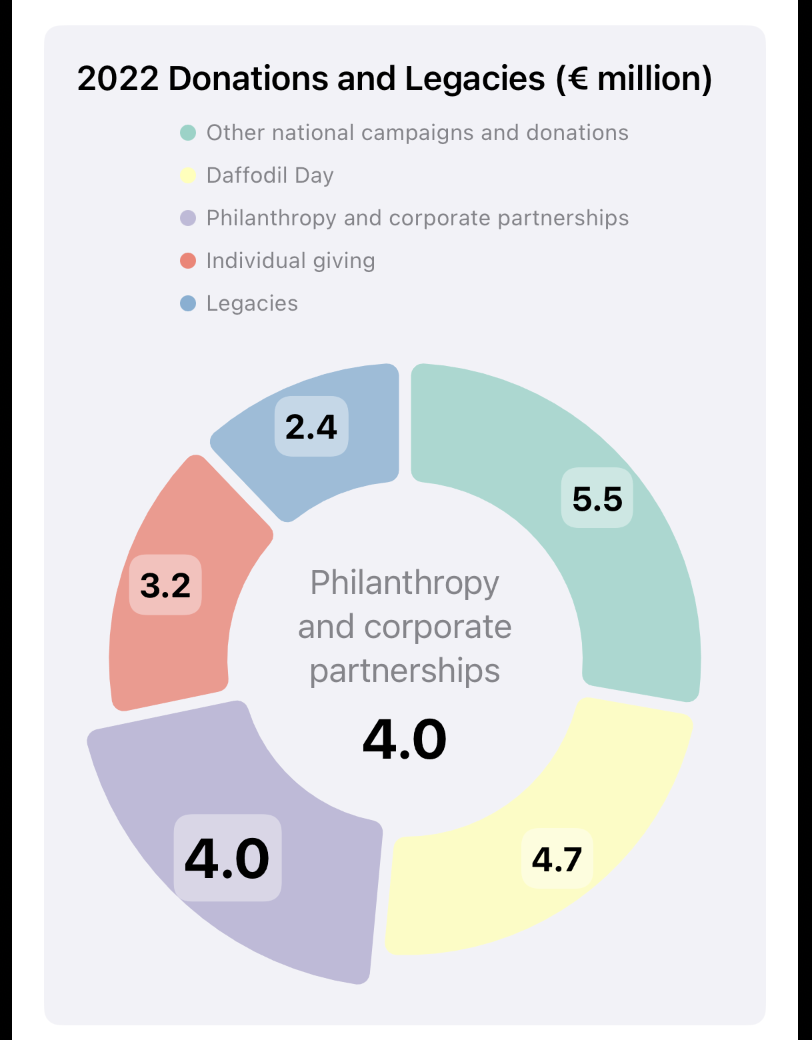 2022 Donations and Legacies (€ million)
Other national campaigns and donations
Daffodil Day
Philanthropy and corporate partnerships
Individual giving
Legacies
2.4
5.5
3.2
Philanthropy
and corporate
partnerships
4.0
4.0
4.7